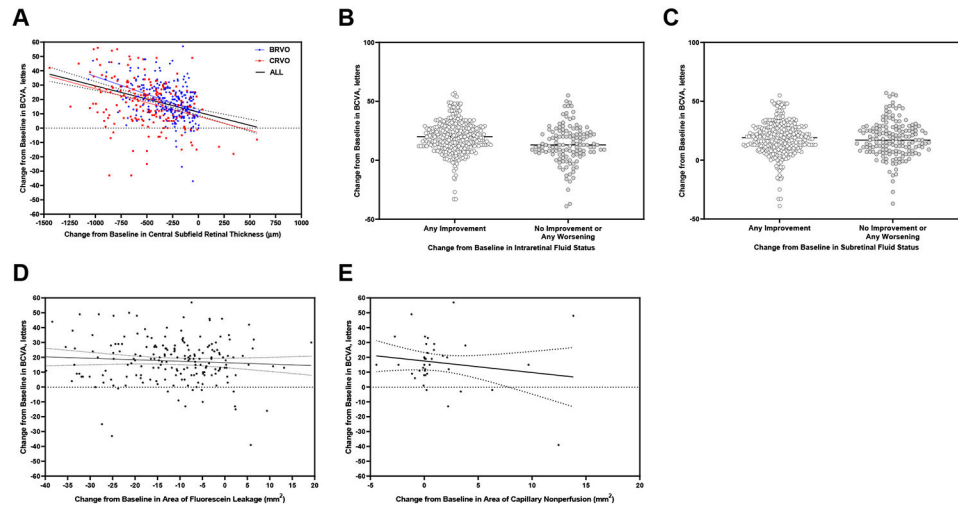 A
B
C
BRVO
CRVO
ALL
60
50
40
30
20
10
0
-10
-20
-30
-40
-50
-60
Change from Baseline in BCVA, letters
-1500 -1250 -1000 -750 -500 -250 0 250 500 750 1000
Change from Baseline in Central Subfield Retinal Thickness (µm)
100
50
0
-50
Change from Baseline in BCVA, letters
Any Improvement
No Improvement or
Any Worsening
Change from Baseline in Intraretinal Fluid Status
100
50
0
-50
Change from Baseline in BCVA, letters
Any Improvement
No Improvement or
Any Worsening
Change from Baseline in Subretinal Fluid Status
D
E
60
50
40
30
20
10
0
-10
-20
-30
-40
-50
-60
Change from Baseline in BCVA, letters
-40 -35 -30 -25 -20 -15 -10 -5 0 5 10 15 20
Change from Baseline in Area of Fluorescein Leakage (mm²)
60
50
40
30
20
10
0
-10
-20
-30
-40
-50
-60
Change from Baseline in BCVA, letters
-5 0 5 10 15 20
Change from Baseline in Area of Capillary Nonperfusion (mm²)